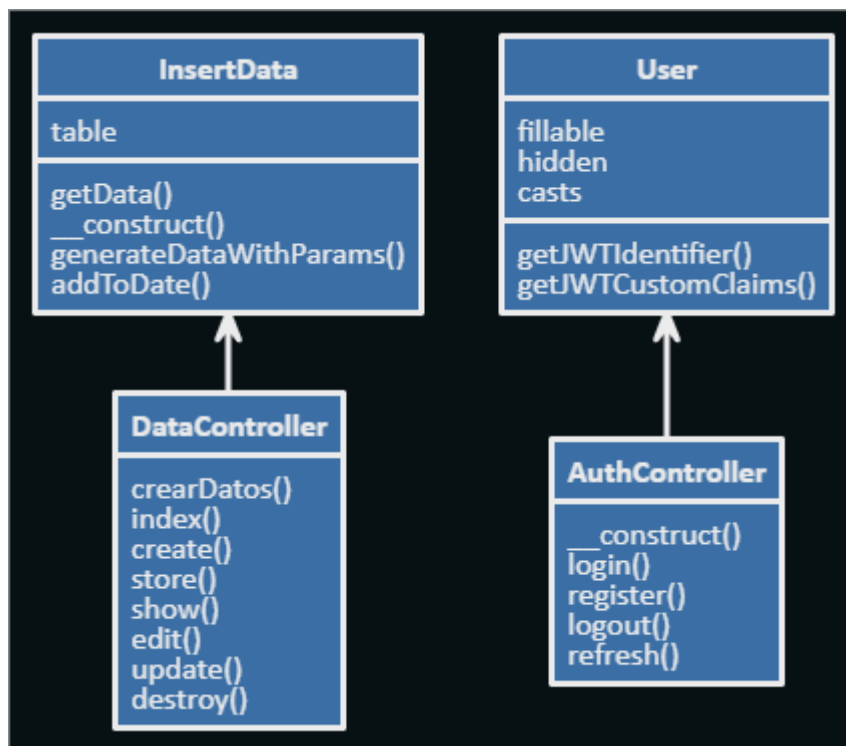 InsertData
table
getData()
__construct()
generateDataWithParams()
addToDate()
User
fillable
hidden
casts
getJWTIdentifier()
getJWTCustomClaims()
DataController
crearDatos()
index()
create()
store()
show()
edit()
update()
destroy()
AuthController
__construct()
login()
register()
logout()
refresh()